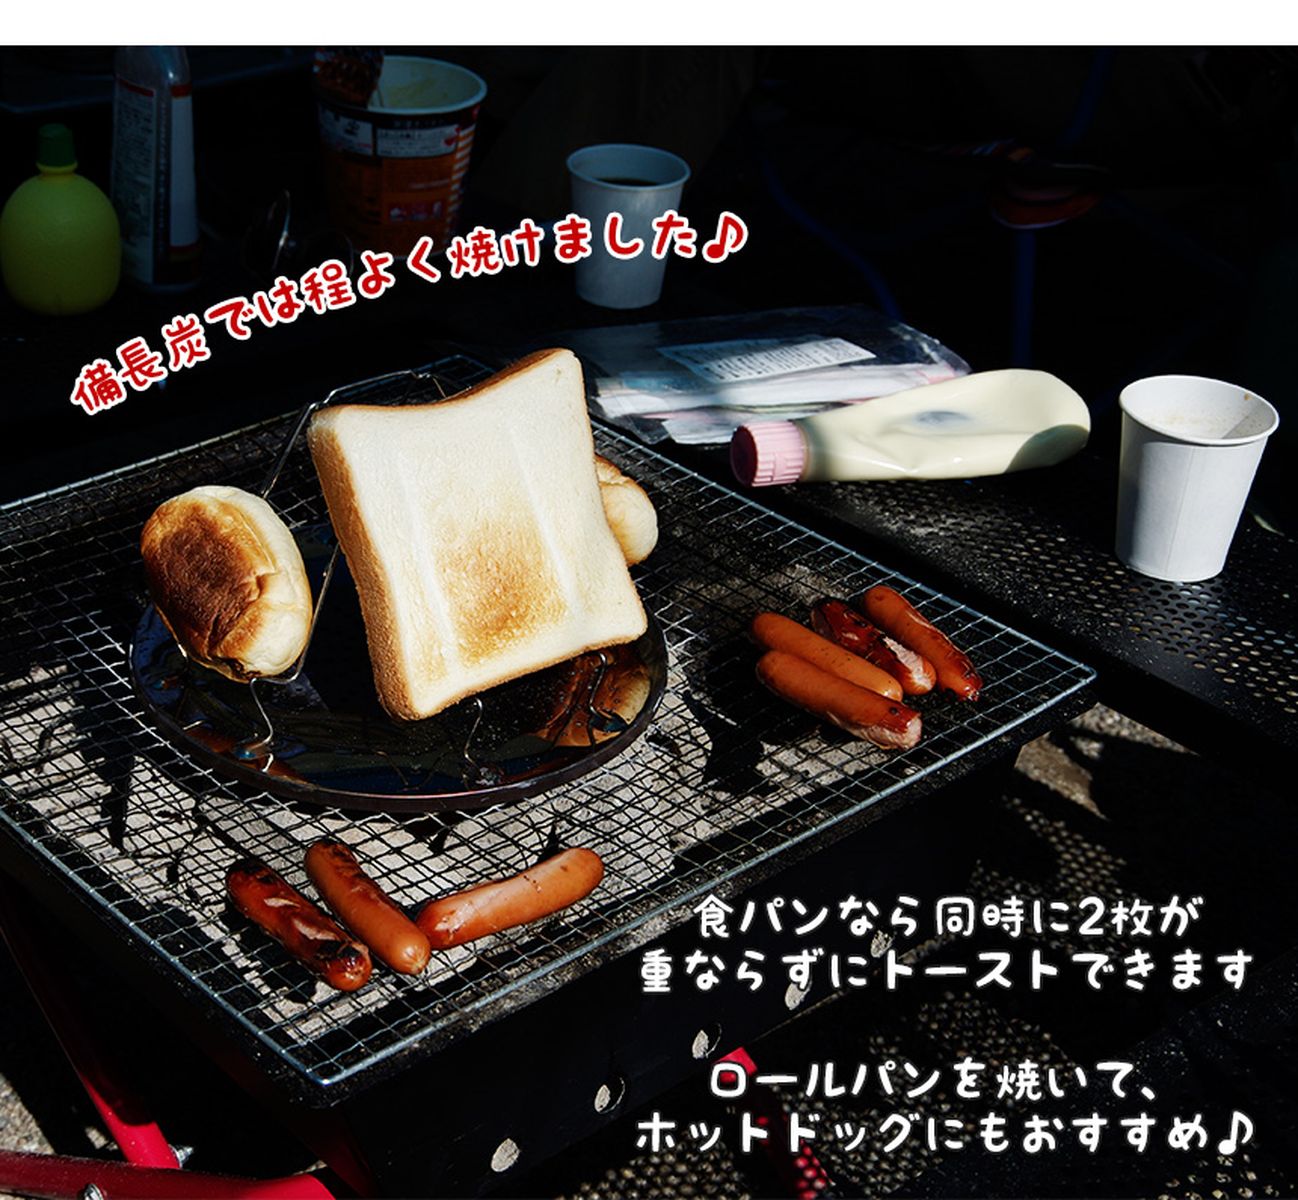 備長炭では程よく焼けました♪
食パンなら同時に2枚が
重ならずにトーストできます
ロールパンを焼いて、
ホットドッグにもおすすめ♪